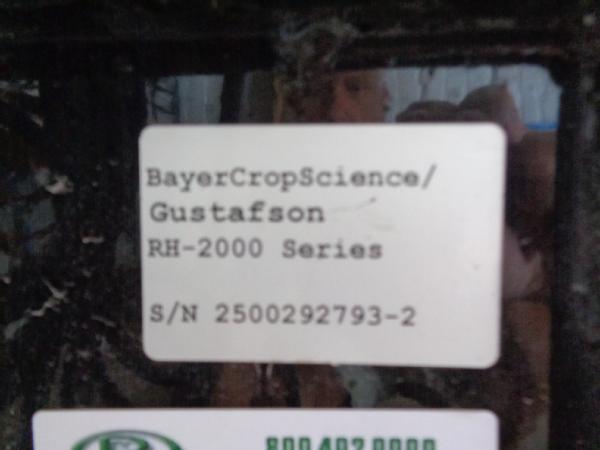 BayerCropScience/
Gustafson
RH-2000 Series
S/N 2500292793-2